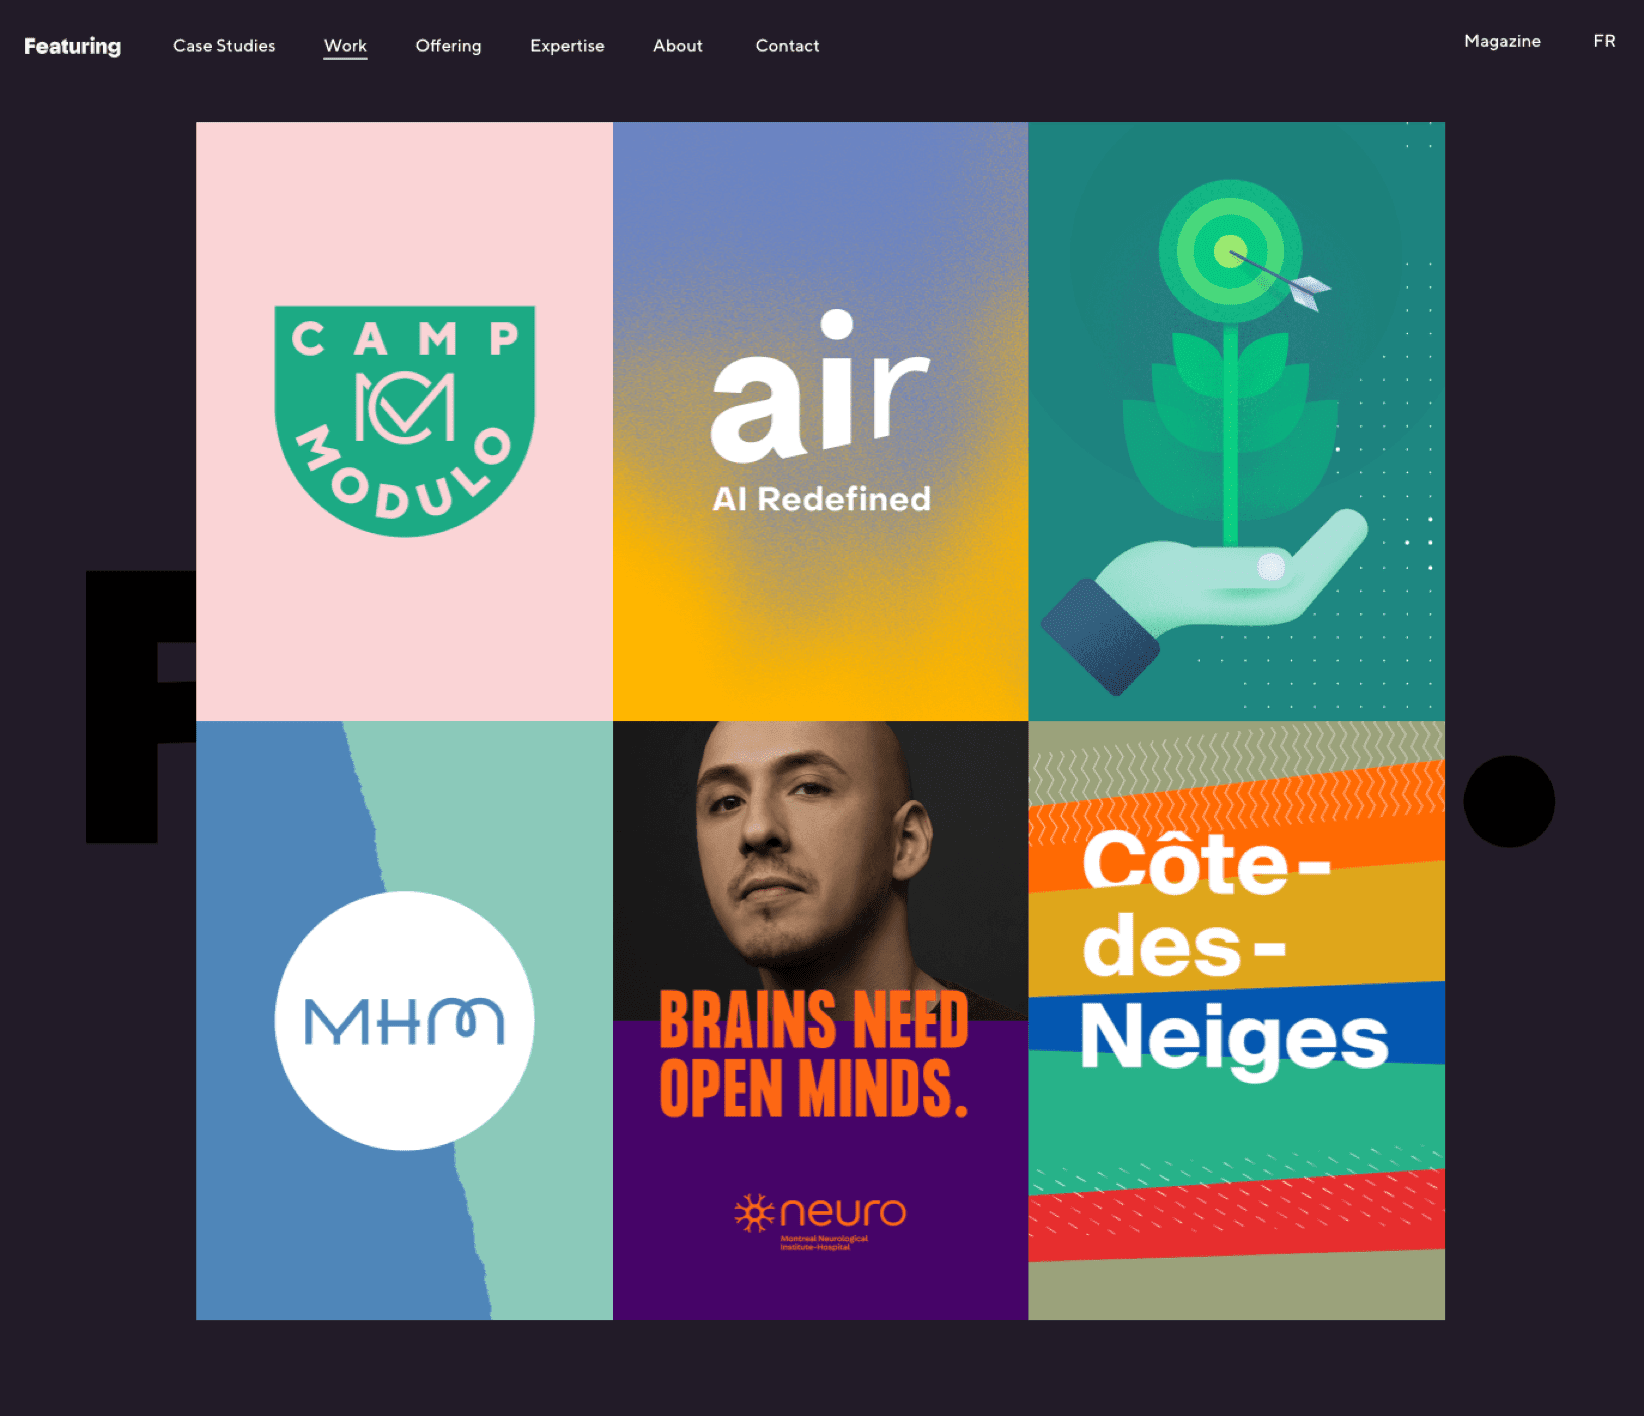 Featuring
Case Studies
Work
Offering
Expertise
About
Contact
Magazine
FR
CAMP
CM
MODULO
air
AI Redefined
F
MHM
BRAINS NEED
OPEN MINDS.
neuro
Montreal Neurological
Institute-Hospital
Côte-
des-
Neiges
.